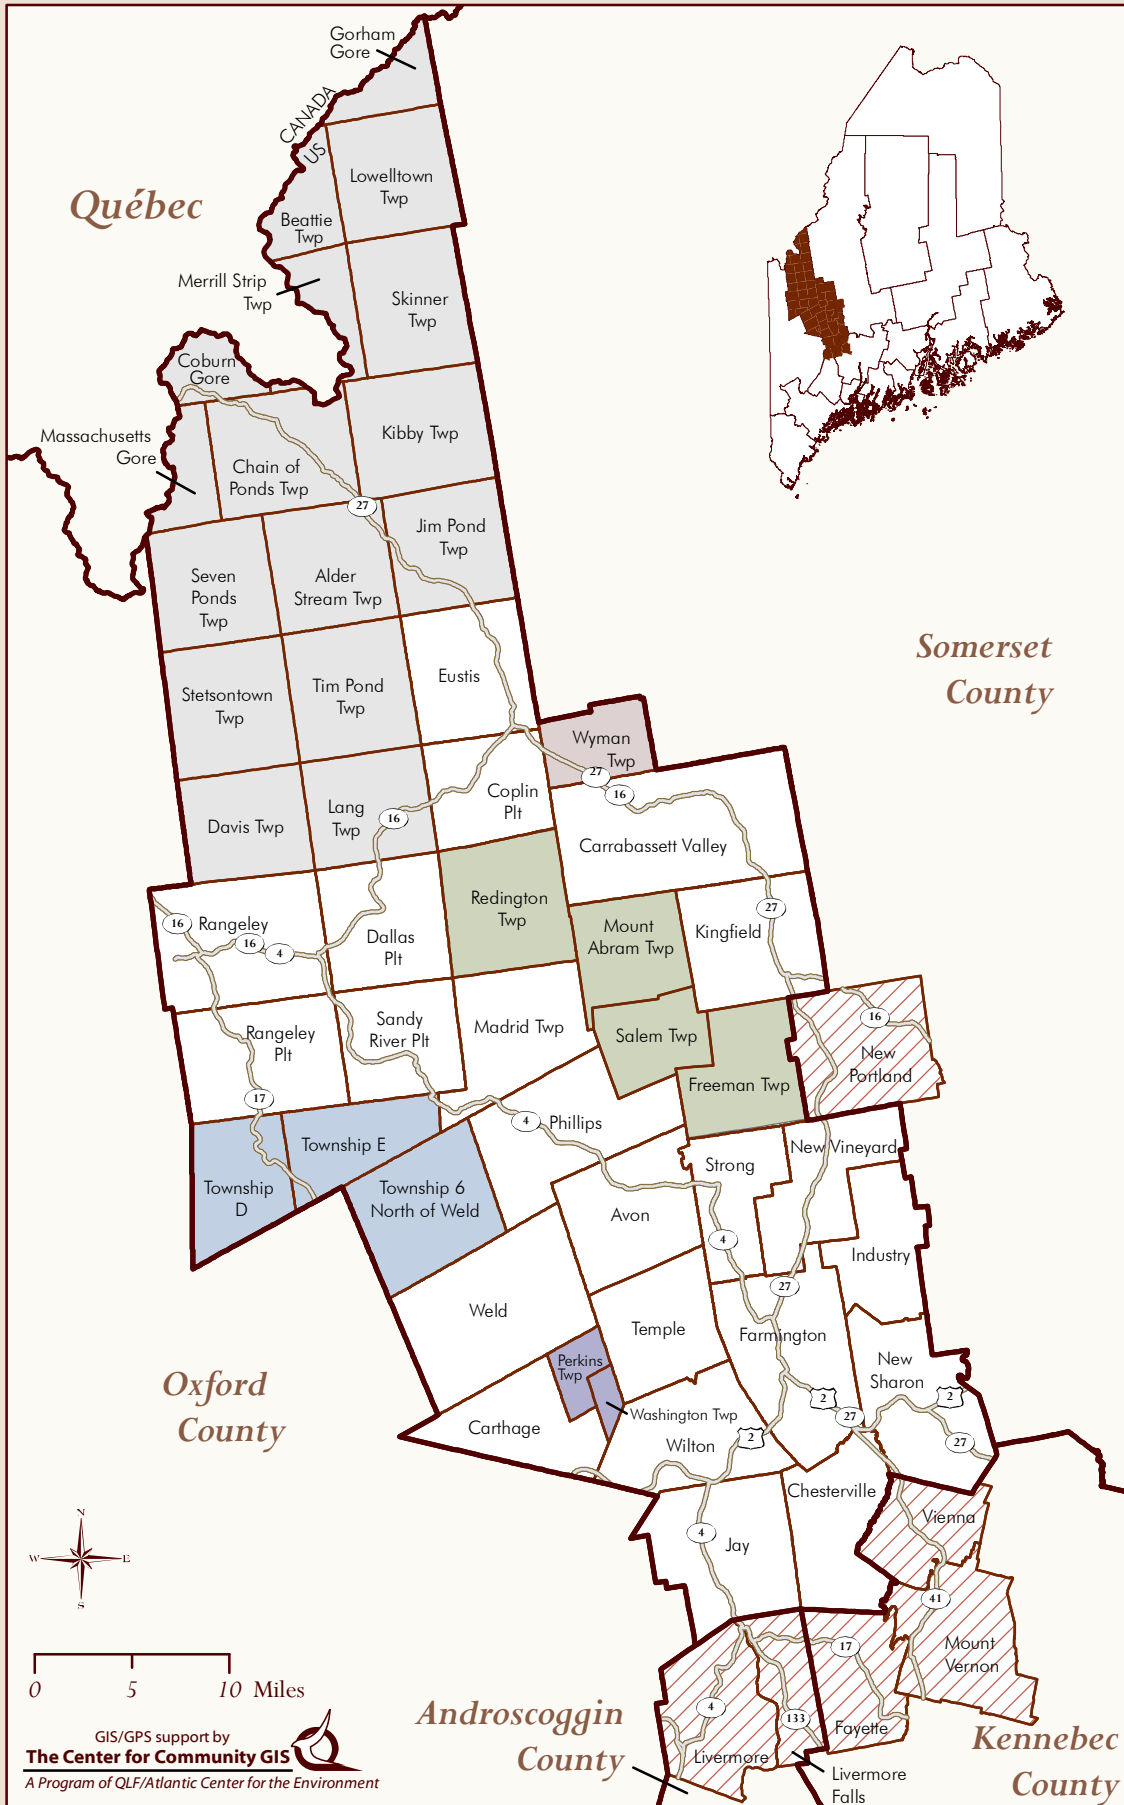 Gorham
Gore
CANADA
US
Lowelltown
Twp
Québec
Beattie
Twp
Merrill Strip
Twp
Skinner
Twp
Coburn
Gore
Massachusetts
Gore
Chain of
Ponds Twp
Kibby Twp
27
Jim Pond
Twp
Seven
Ponds
Twp
Alder
Stream Twp
Somerset
County
Eustis
Stetsontown
Twp
Tim Pond
Twp
Wyman
Twp
27
16
Coplin
Plt
Davis Twp
Lang
Twp
16
Carrabassett Valley
Redington
Twp
27
Mount
Abram Twp
Kingfield
16
Rangeley
16
4
Dallas
Plt
16
New
Portland
Rangeley
Plt
Sandy
River Plt
Madrid Twp
Salem Twp
Freeman Twp
17
4
Phillips
Township E
New Vineyard
Strong
Township
D
Township 6
North of Weld
Avon
4
Industry
27
Weld
Temple
Farmington
New
Sharon
Perkins
Twp
Oxford
County
2
2
27
Washington Twp
Carthage
Wilton
2
27
Chesterville
Vienna
4
Jay
N
W
E
S
41
Mount
Vernon
17
0
5
10 Miles
4
133
Fayette
Livermore
Androscoggin
County
Kennebec
County
Livermore
Falls
GIS/GPS support by
The Center for Community GIS
A Program of QLF/Atlantic Center for the Environment